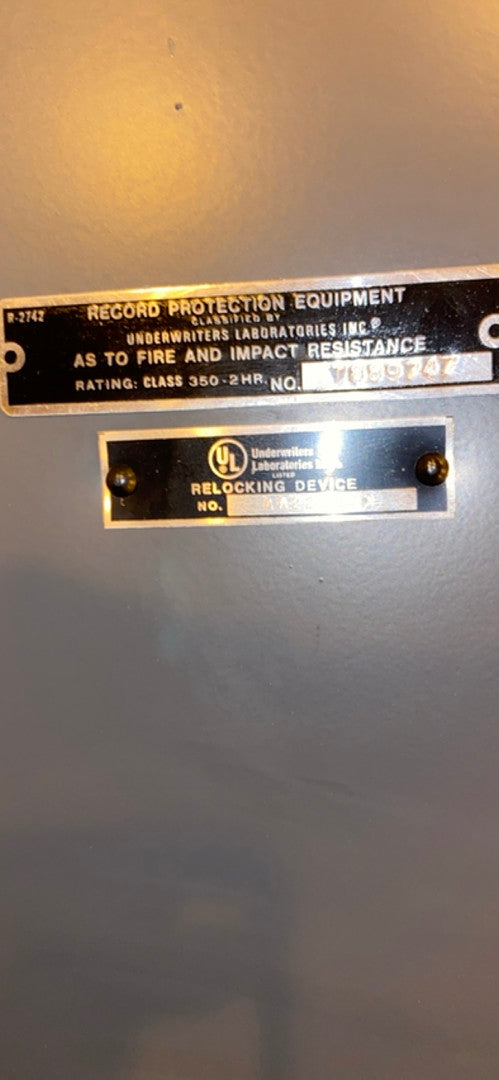 R-2742
RECORD PROTECTION EQUIPMENT
CLASSIFIED BY
UNDERWRITERS LABORATORIES INC.®
AS TO FIRE AND IMPACT RESISTANCE
RATING: CLASS 350-2HR. NO.
UL
Underwriters
Laboratories
LISTED
RELOCKING DEVICE
NO.